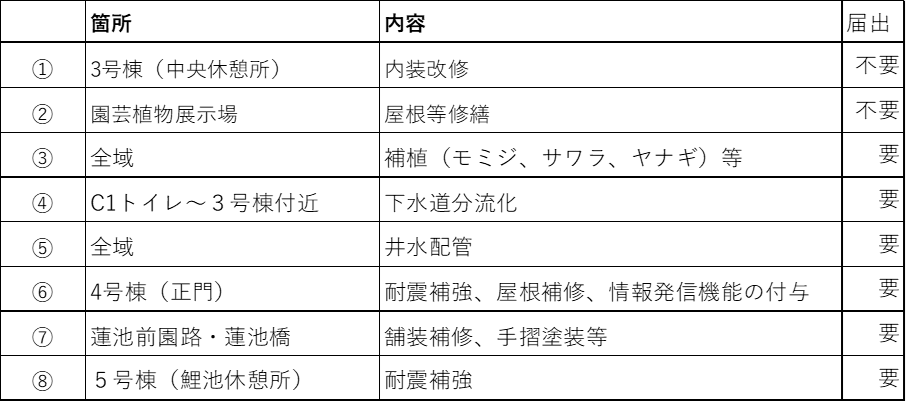 箇所 内容 届出
① 3号棟（中央休憩所） 内装改修 不要
② 園芸植物展示場 屋根等修繕 不要
③ 全域 補植（モミジ、サワラ、ヤナギ）等 要
④ C1トイレ～３号棟付近 下水道分流化 要
⑤ 全域 井水配管 要
⑥ 4号棟（正門） 耐震補強、屋根補修、情報発信機能の付与 要
⑦ 蓮池前園路・蓮池橋 舗装補修、手摺塗装等 要
⑧ ５号棟（鯉池休憩所） 耐震補強 要